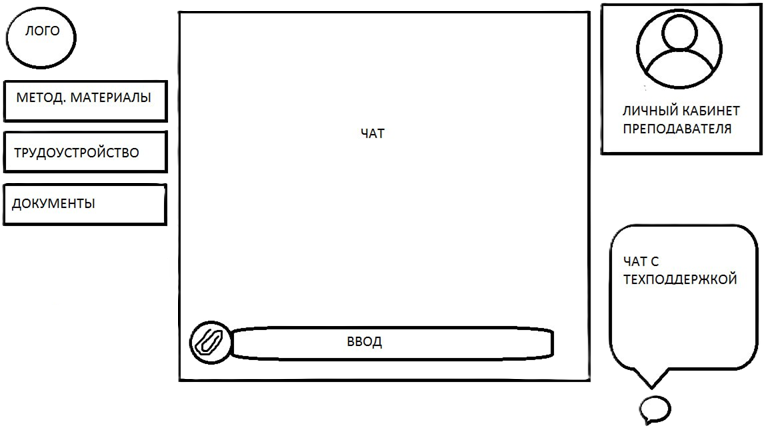 ЛОГО
МЕТОД. МАТЕРИАЛЫ
ТРУДОУСТРОЙСТВО
ДОКУМЕНТЫ
ЧАТ
ВВОД
ЛИЧНЫЙ КАБИНЕТ
ПРЕПОДАВАТЕЛЯ
ЧАТ С
ТЕХПОДДЕРЖКОЙ